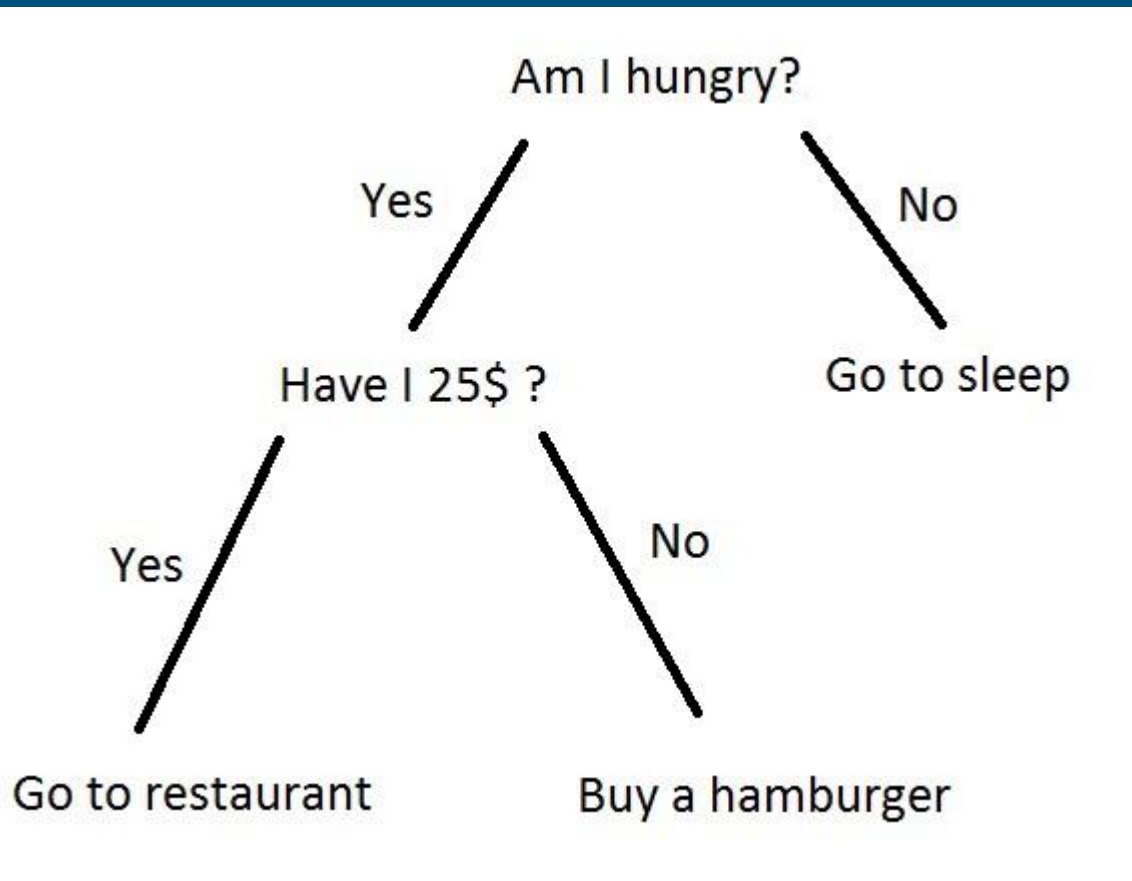 Am I hungry?
Yes
No
Have I 25$ ?
Go to sleep
Yes
No
Go to restaurant
Buy a hamburger